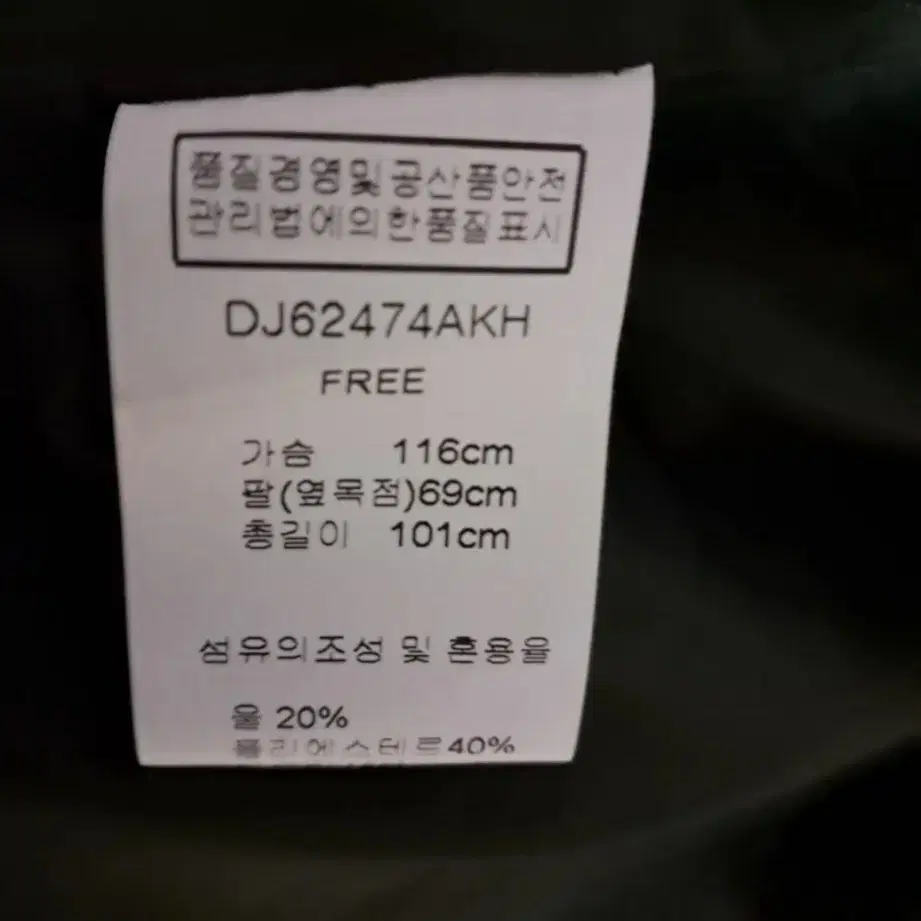 품질경영및공산품안전
관리법에의한품질표시
DJ62474AKH
FREE
가슴 116cm
팔(옆목점)69cm
총길이 101cm
섬유의조성 및 혼용율
울 20%
폴리에스테르40%